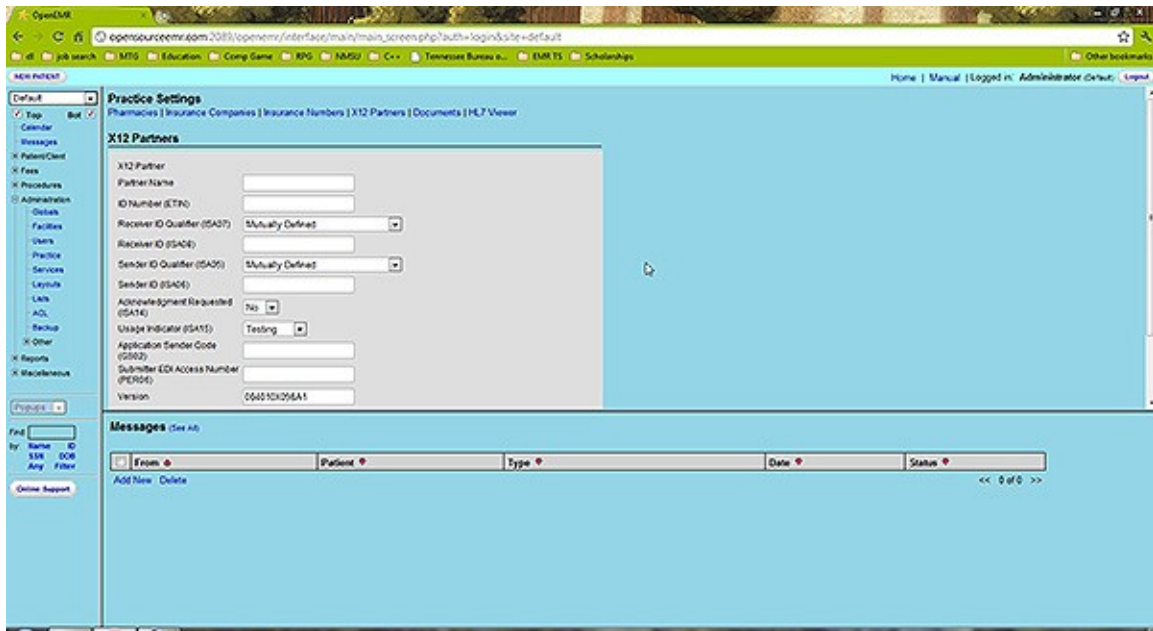 OpenEMR
opensourceemr.com:2089/openemr/interface/main/main_screen.php?auth=login&site=default
dl job search MTG Education Comp Game RPG NMSU C++ Tennessee Bureau o... EMR TS Scholarships Other bookmarks
NEW PATIENT Home | Manual | Logged in: Administrator (Default) Logout
Default
Top Bot
Calendar
Messages
Patient/Client
Fees
Procedures
Administration
Globals
Facilities
Users
Practice
Services
Layouts
Lists
ACL
Backup
Other
Reports
Miscellaneous
Popups
Find
by: Name ID
SSN DOB
Any Filter
Online Support
Practice Settings
Pharmacies | Insurance Companies | Insurance Numbers | X12 Partners | Documents | HL7 Viewer
X12 Partners
X12 Partner
Partner Name
ID Number (ETIN)
Receiver ID Qualifier (ISA07) Mutually Defined
Receiver ID (ISA08)
Sender ID Qualifier (ISA05) Mutually Defined
Sender ID (ISA06)
Acknowledgment Requested
(ISA14) No
Usage Indicator (ISA15) Testing
Application Sender Code
(GS02)
Submitter EDI Access Number
(PER06)
Version 004010X098A1
Messages (See All)
From Patient Type Date Status
Add New Delete << 0 of 0 >>